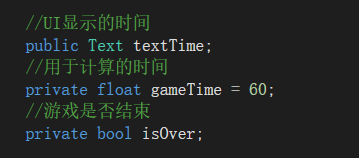 //UI显示的时间
public Text textTime;
//用于计算的时间
private float gameTime = 60;
//游戏是否结束
private bool isOver;